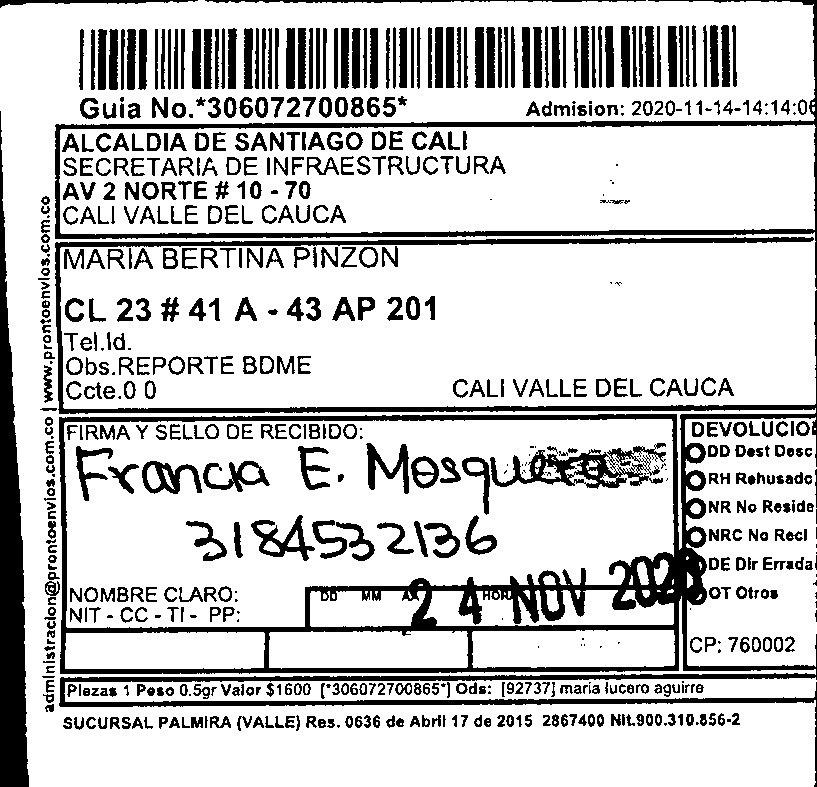 Guia No.*306072700865*
Admision: 2020-11-14-14:14:06
ALCALDIA DE SANTIAGO DE CALI
SECRETARIA DE INFRAESTRUCTURA
AV 2 NORTE # 10 - 70
CALI VALLE DEL CAUCA
MARIA BERTINA PINZON
CL 23 # 41 A - 43 AP 201
Tel.Id.
Obs.REPORTE BDME
Ccte.0 0
CALI VALLE DEL CAUCA
administracion@prontoenvios.com.co | www.prontoenvios.com.co
FIRMA Y SELLO DE RECIBIDO:
Francia E. Mosquera
3184532136
NOMBRE CLARO:
NIT - CC - TI - PP:
DD MM AA HORA
24 NOV 2020
DEVOLUCIO
DD Dest Desc
RH Rehusado
NR No Reside
NRC No Recl
DE Dir Errada
OT Otros
CP: 760002
Piezas 1 Peso 0.5gr Valor $1600 [*306072700865*] Ods: [92737] maria lucero aguirre
SUCURSAL PALMIRA (VALLE) Res. 0636 de Abril 17 de 2015 2867400 Nit.900.310.856-2